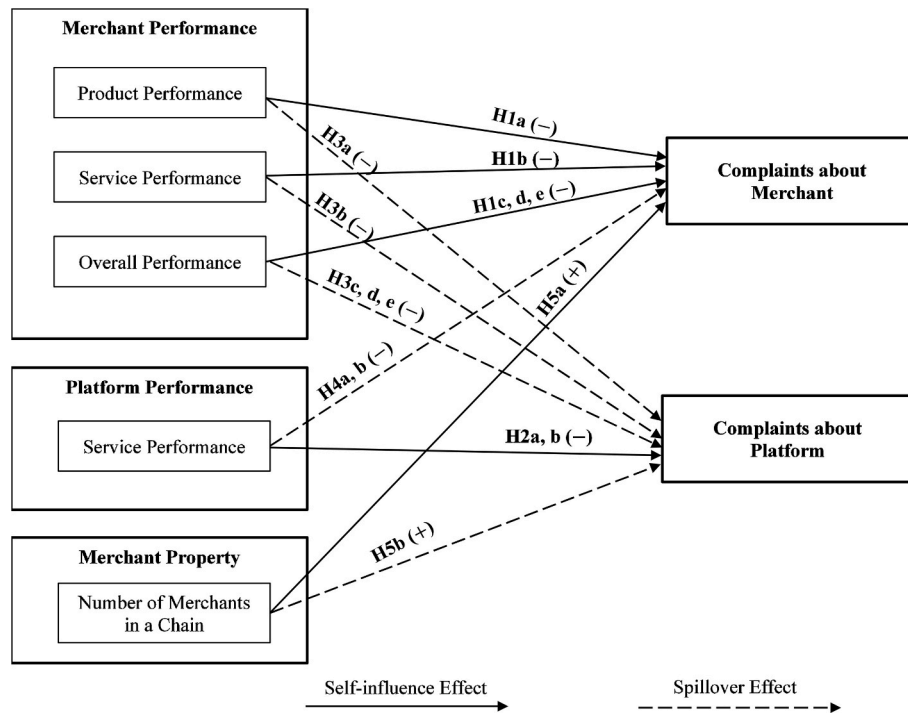 Merchant Performance
Product Performance
Service Performance
Overall Performance
H1a (−)
H3a (−)
H1b (−)
H3b (−)
H1c, d, e (−)
H3c, d, e (−)
H5a (+)
Complaints about
Merchant
Platform Performance
Service Performance
H4a, b (−)
H2a, b (−)
Complaints about
Platform
Merchant Property
Number of Merchants
in a Chain
H5b (+)
Self-influence Effect
Spillover Effect